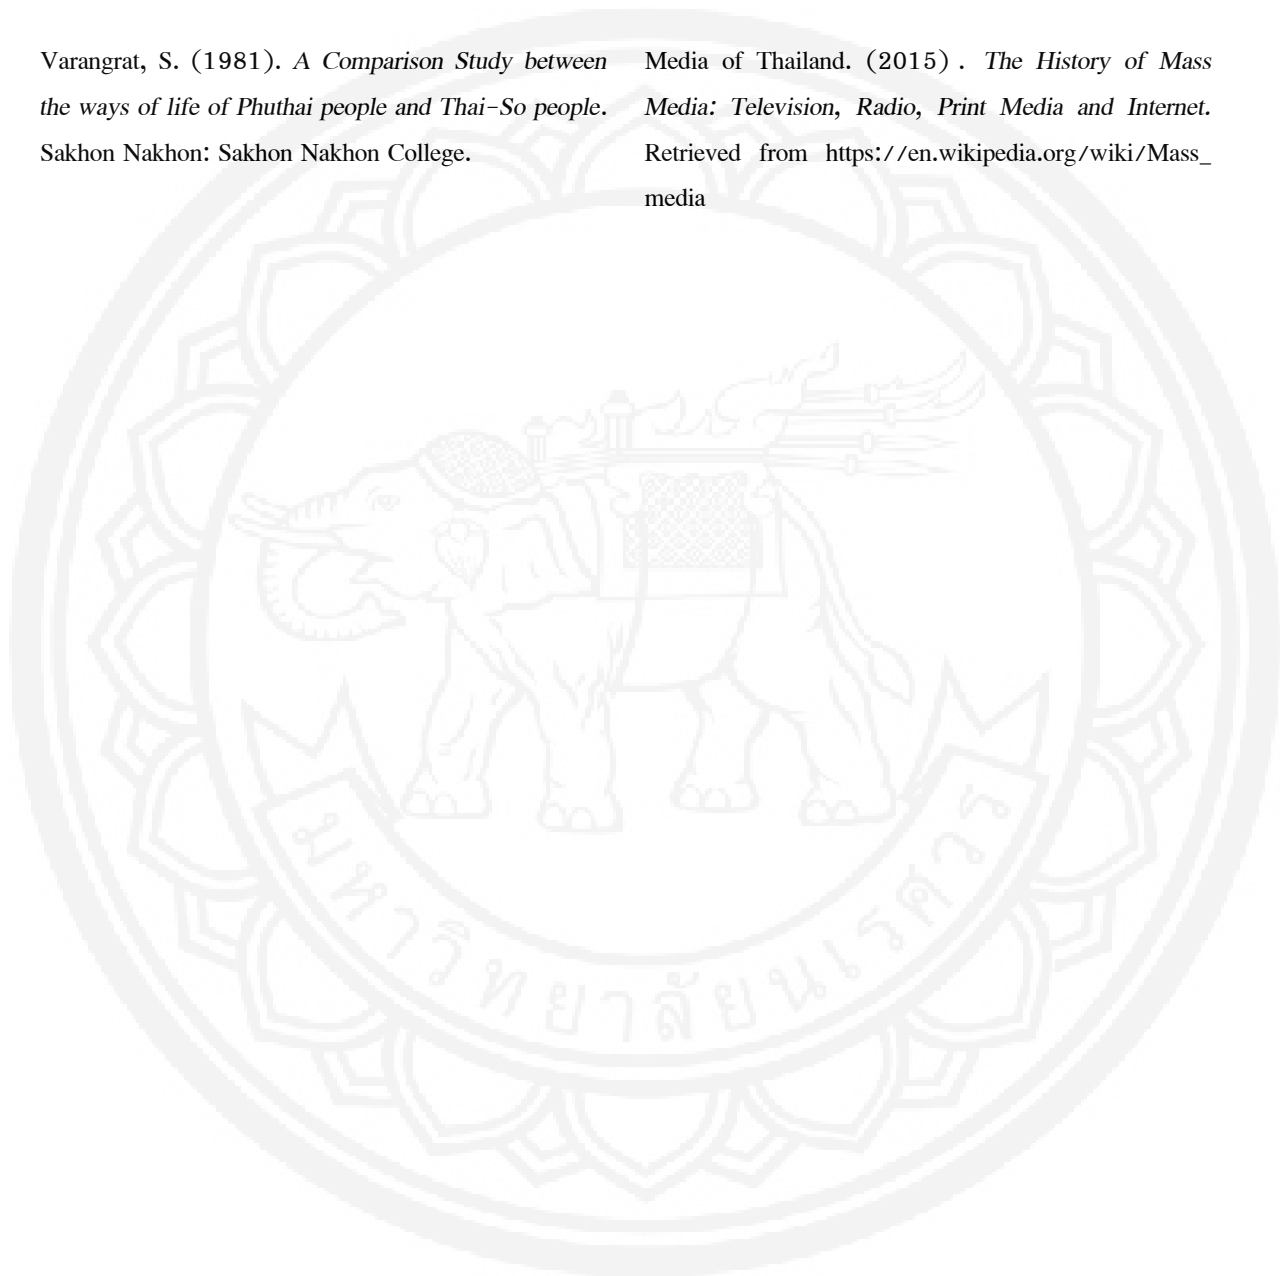 Varangrat, S. (1981). A Comparison Study between
the ways of life of Phuthai people and Thai-So people.
Sakhon Nakhon: Sakhon Nakhon College.
Media of Thailand. (2015) . The History of Mass
Media: Television, Radio, Print Media and Internet.
Retrieved from https://en.wikipedia.org/wiki/Mass_
media
มหาวิทยาลัยนเรศวร